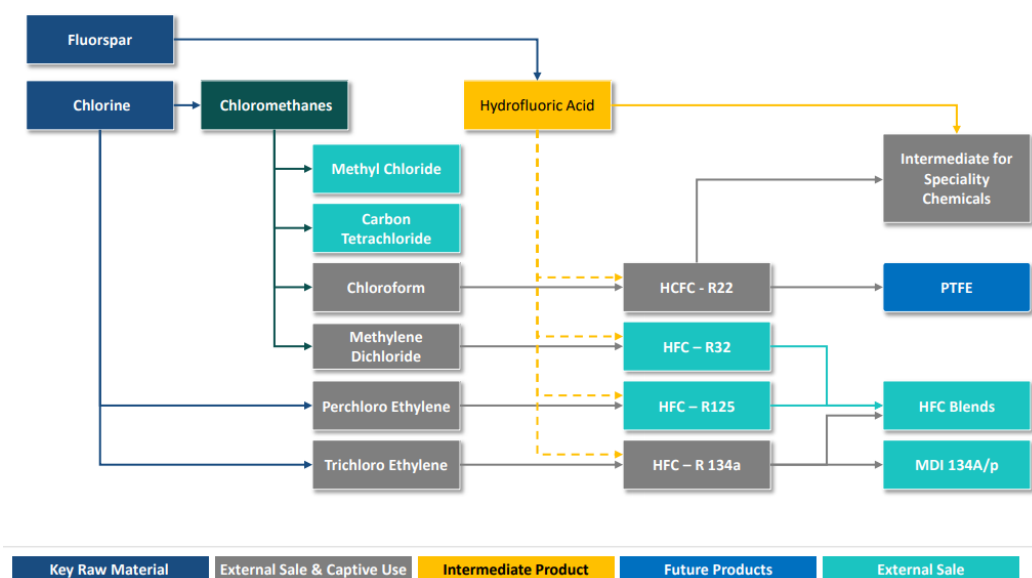 Fluorspar
Chlorine
Chloromethanes
Hydrofluoric Acid
Methyl Chloride
Intermediate for
Speciality
Chemicals
Carbon
Tetrachloride
Chloroform
HCFC - R22
PTFE
Methylene
Dichloride
HFC – R32
Perchloro Ethylene
HFC – R125
HFC Blends
Trichloro Ethylene
HFC – R 134a
MDI 134A/p
Key Raw Material
External Sale & Captive Use
Intermediate Product
Future Products
External Sale